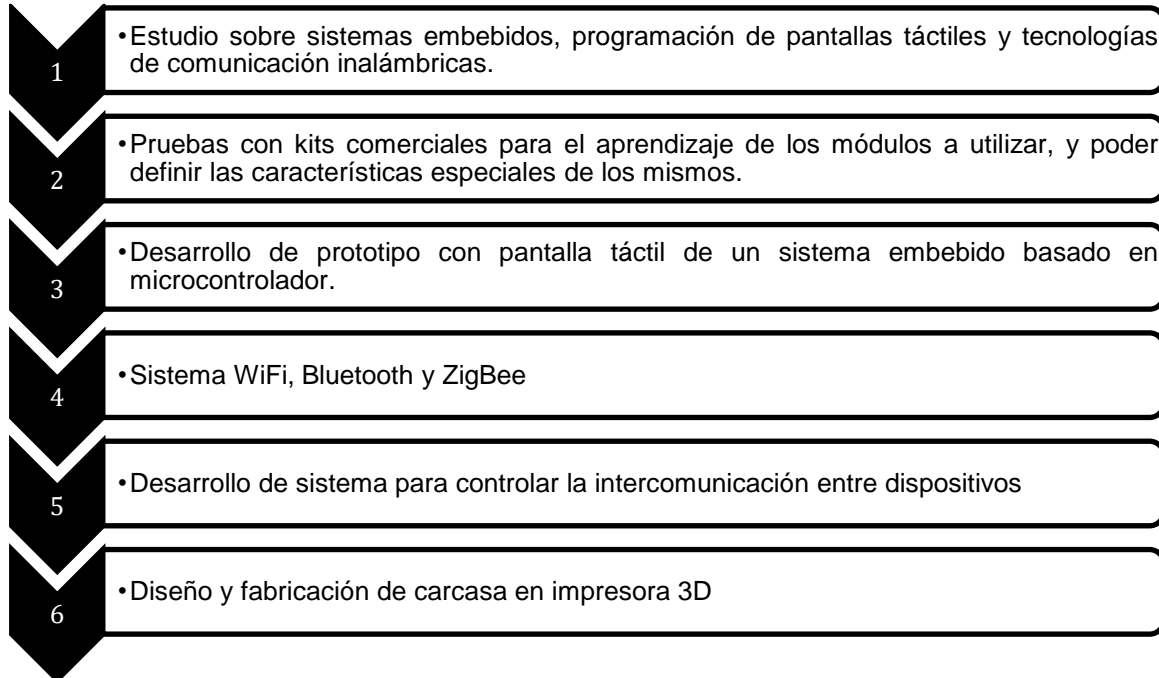 1
•Estudio sobre sistemas embebidos, programación de pantallas táctiles y tecnologías
de comunicación inalámbricas.
2
•Pruebas con kits comerciales para el aprendizaje de los módulos a utilizar, y poder
definir las características especiales de los mismos.
3
•Desarrollo de prototipo con pantalla táctil de un sistema embebido basado en
microcontrolador.
4
•Sistema WiFi, Bluetooth y ZigBee
5
•Desarrollo de sistema para controlar la intercomunicación entre dispositivos
6
•Diseño y fabricación de carcasa en impresora 3D